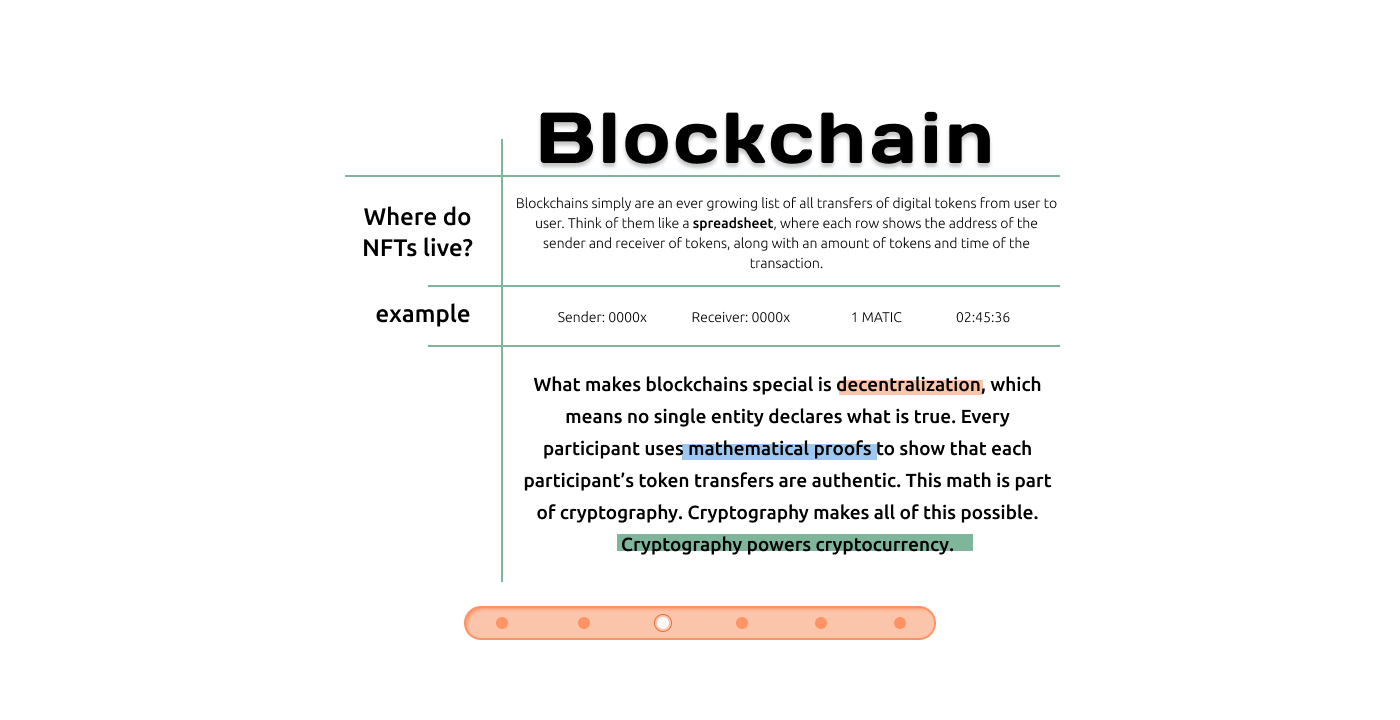 Blockchain
Where do
NFTs live?
Blockchains simply are an ever growing list of all transfers of digital tokens from user to
user. Think of them like a spreadsheet, where each row shows the address of the
sender and receiver of tokens, along with an amount of tokens and time of the
transaction.
example
Sender: 0000x Receiver: 0000x 1 MATIC 02:45:36
What makes blockchains special is decentralization, which
means no single entity declares what is true. Every
participant uses mathematical proofs to show that each
participant’s token transfers are authentic. This math is part
of cryptography. Cryptography makes all of this possible.
Cryptography powers cryptocurrency.